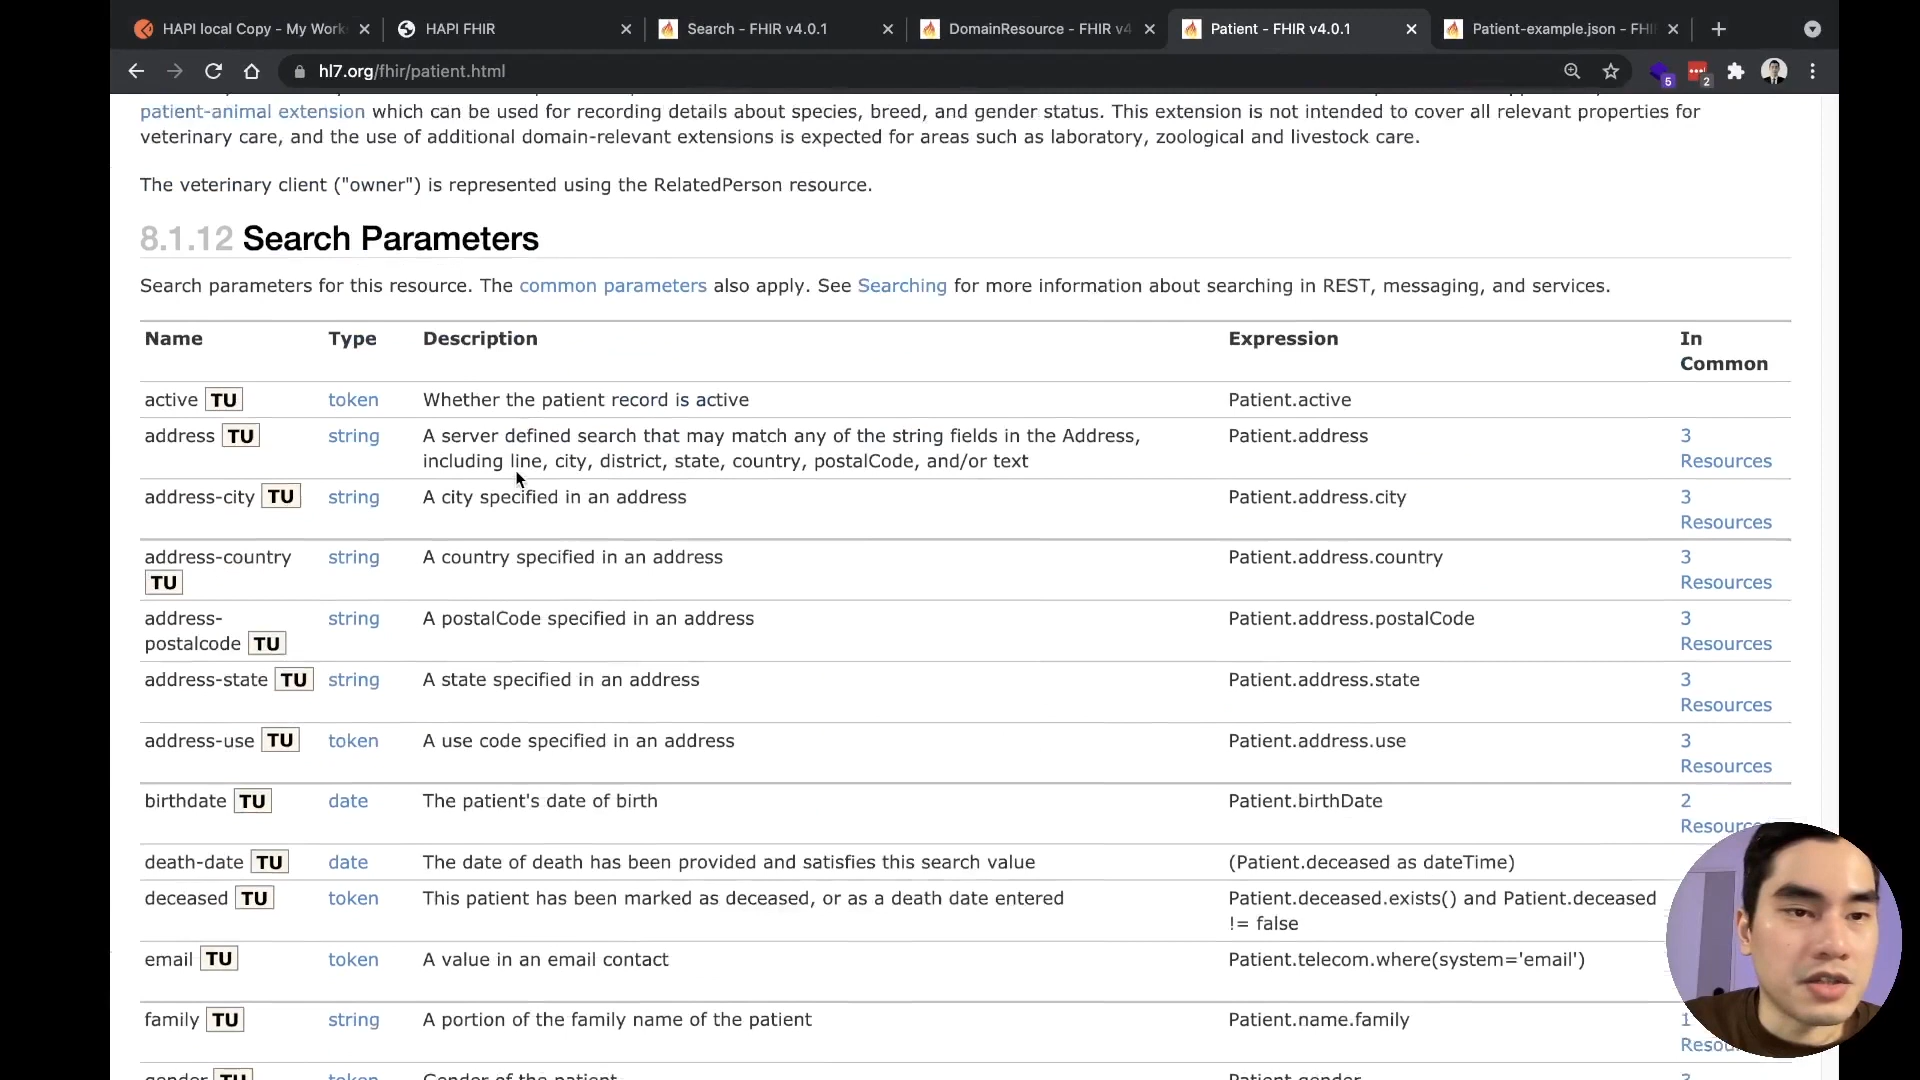 HAPI local Copy - My Work
HAPI FHIR
Search - FHIR v4.0.1
DomainResource - FHIR v4
Patient - FHIR v4.0.1
Patient-example.json - FHI
hl7.org/fhir/patient.html
5
2
patient-animal extension which can be used for recording details about species, breed, and gender status. This extension is not intended to cover all relevant properties for
veterinary care, and the use of additional domain-relevant extensions is expected for areas such as laboratory, zoological and livestock care.
The veterinary client ("owner") is represented using the RelatedPerson resource.
8.1.12 Search Parameters
Search parameters for this resource. The common parameters also apply. See Searching for more information about searching in REST, messaging, and services.
Name Type Description Expression In
Common
active TU token Whether the patient record is active Patient.active
address TU string A server defined search that may match any of the string fields in the Address, Patient.address 3
including line, city, district, state, country, postalCode, and/or text Resources
address-city TU string A city specified in an address Patient.address.city 3
Resources
address-country string A country specified in an address Patient.address.country 3
TU Resources
address- string A postalCode specified in an address Patient.address.postalCode 3
postalcode TU Resources
address-state TU string A state specified in an address Patient.address.state 3
Resources
address-use TU token A use code specified in an address Patient.address.use 3
Resources
birthdate TU date The patient's date of birth Patient.birthDate 2
Resource
death-date TU date The date of death has been provided and satisfies this search value (Patient.deceased as dateTime)
deceased TU token This patient has been marked as deceased, or as a death date entered Patient.deceased.exists() and Patient.deceased
!= false
email TU token A value in an email contact Patient.telecom.where(system='email')
family TU string A portion of the family name of the patient Patient.name.family 1
Resou
gender TU token Gender of the patient Patient.gender